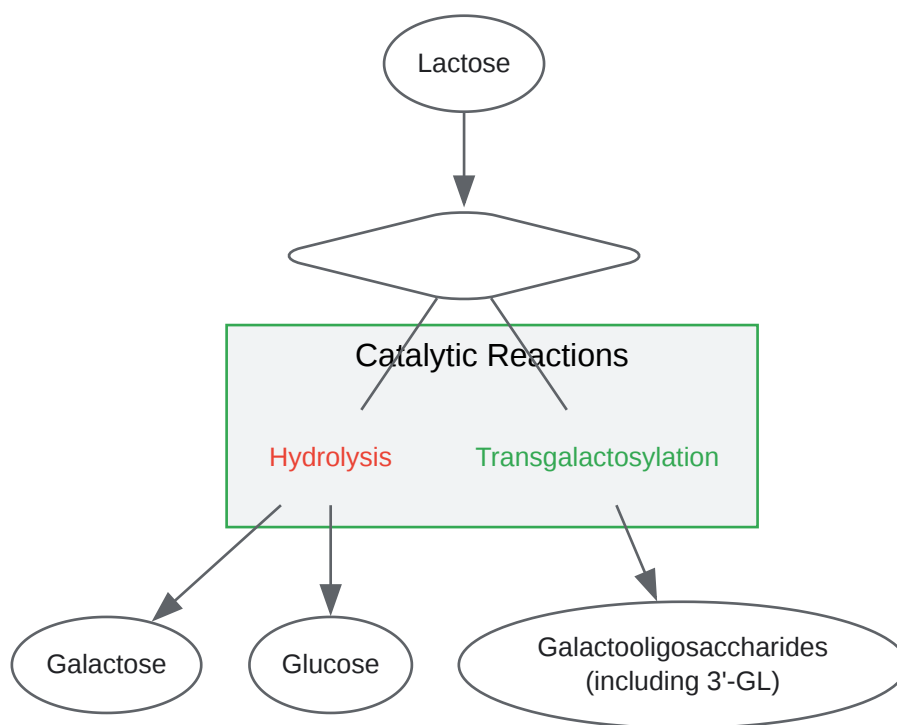 Lactose
Catalytic Reactions
Hydrolysis
Transgalactosylation
Galactose
Glucose
Galactooligosaccharides
(including 3'-GL)